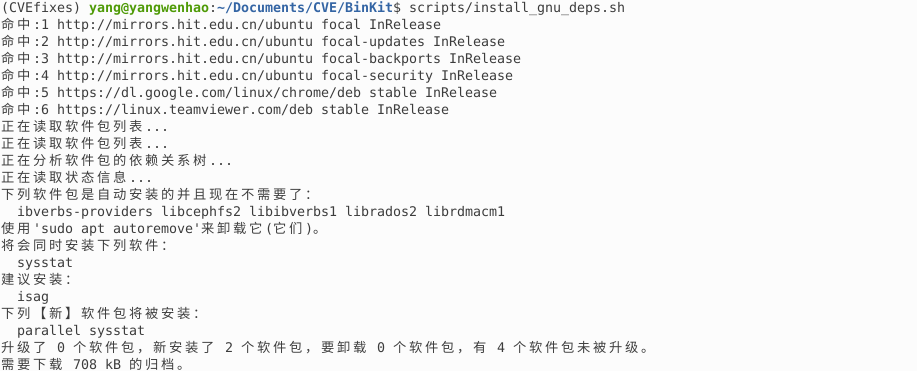 (CVEfixes) yang@yangwenhao:~/Documents/CVE/BinKit$ scripts/install_gnu_deps.sh
命中:1 http://mirrors.hit.edu.cn/ubuntu focal InRelease
命中:2 http://mirrors.hit.edu.cn/ubuntu focal-updates InRelease
命中:3 http://mirrors.hit.edu.cn/ubuntu focal-backports InRelease
命中:4 http://mirrors.hit.edu.cn/ubuntu focal-security InRelease
命中:5 https://dl.google.com/linux/chrome/deb stable InRelease
命中:6 https://linux.teamviewer.com/deb stable InRelease
正在读取软件包列表...
正在读取软件包列表...
正在分析软件包的依赖关系树...
正在读取状态信息...
下列软件包是自动安装的并且现在不需要了：
  ibverbs-providers libcephfs2 libibverbs1 librados2 librdmacm1
使用'sudo apt autoremove'来卸载它(它们)。
将会同时安装下列软件：
  sysstat
建议安装：
  isag
下列【新】软件包将被安装：
  parallel sysstat
升级了 0 个软件包，新安装了 2 个软件包，要卸载 0 个软件包，有 4 个软件包未被升级。
需要下载 708 kB 的归档。